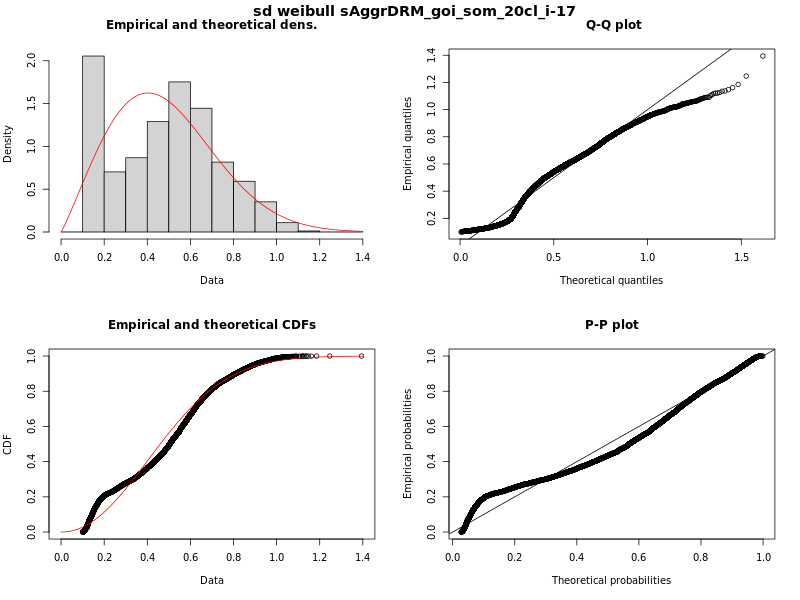 sd weibull sAggrDRM_goi_som_20cl_i-17
Empirical and theoretical dens.
Density
0.0 0.5 1.0 1.5 2.0
0.0 0.2 0.4 0.6 0.8 1.0 1.2 1.4
Data
Q-Q plot
Empirical quantiles
0.2 0.4 0.6 0.8 1.0 1.2 1.4
0.0 0.5 1.0 1.5
Theoretical quantiles
Empirical and theoretical CDFs
CDF
0.0 0.2 0.4 0.6 0.8 1.0
0.0 0.2 0.4 0.6 0.8 1.0 1.2 1.4
Data
P-P plot
Empirical probabilities
0.0 0.2 0.4 0.6 0.8 1.0
0.0 0.2 0.4 0.6 0.8 1.0
Theoretical probabilities